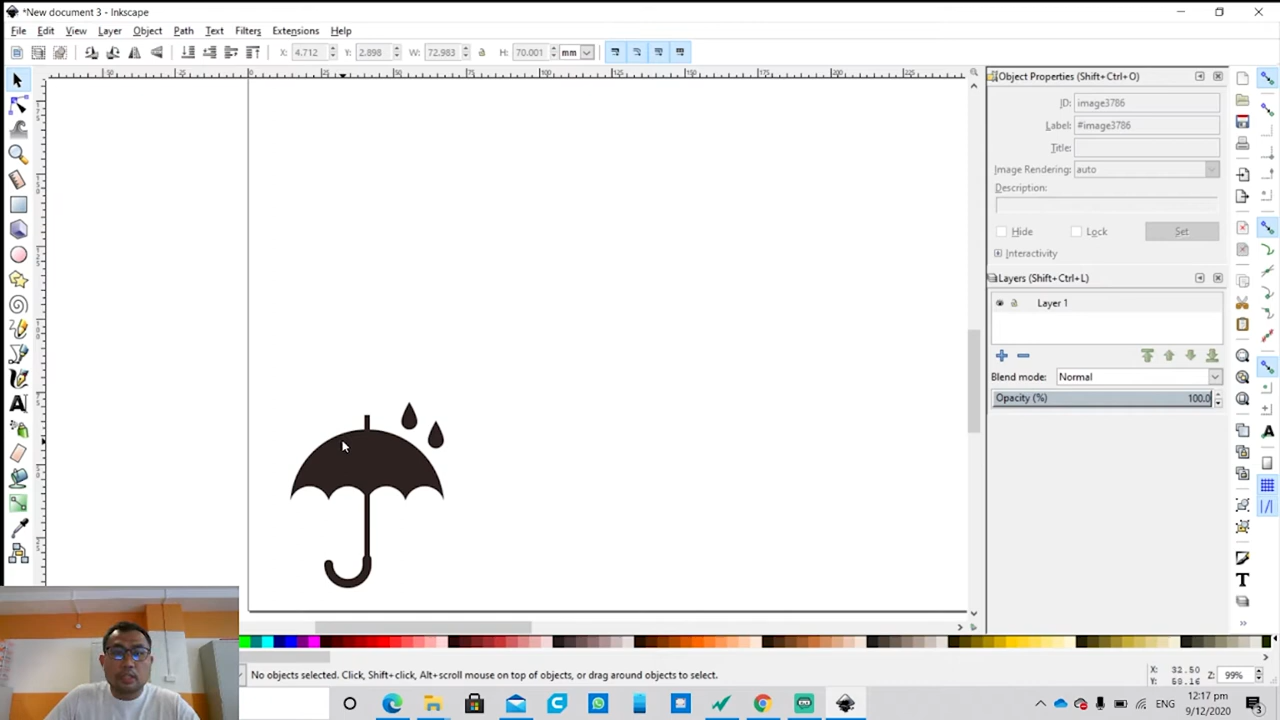 *New document 3 - Inkscape
File Edit View Layer Object Path Text Filters Extensions Help
X: 4.712 Y: 2.898 W: 72.983 H: 70.001 mm
Object Properties (Shift+Ctrl+O)
ID: image3786
Label: #image3786
Title:
Image Rendering: auto
Description:
Hide Lock Set
Interactivity
Layers (Shift+Ctrl+L)
Layer 1
Blend mode: Normal
Opacity (%) 100.0
No objects selected. Click, Shift+click, Alt+scroll mouse on top of objects, or drag around objects to select.
X: 32.50
Y: 59.16
Z: 99%
ENG
12:17 pm
9/12/2020
3